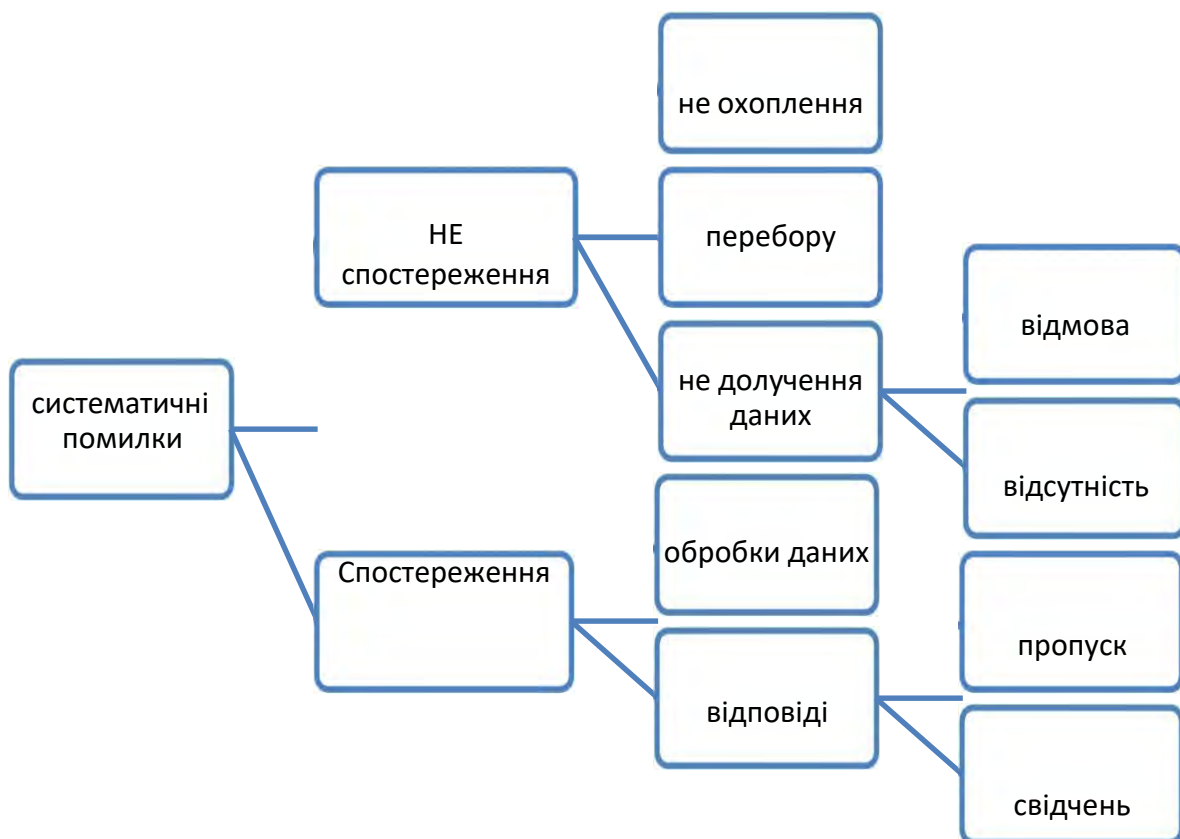 не охоплення
НЕ
спостереження
перебору
відмова
не долучення
даних
систематичні
помилки
відсутність
обробки даних
Спостереження
пропуск
відповіді
свідчень